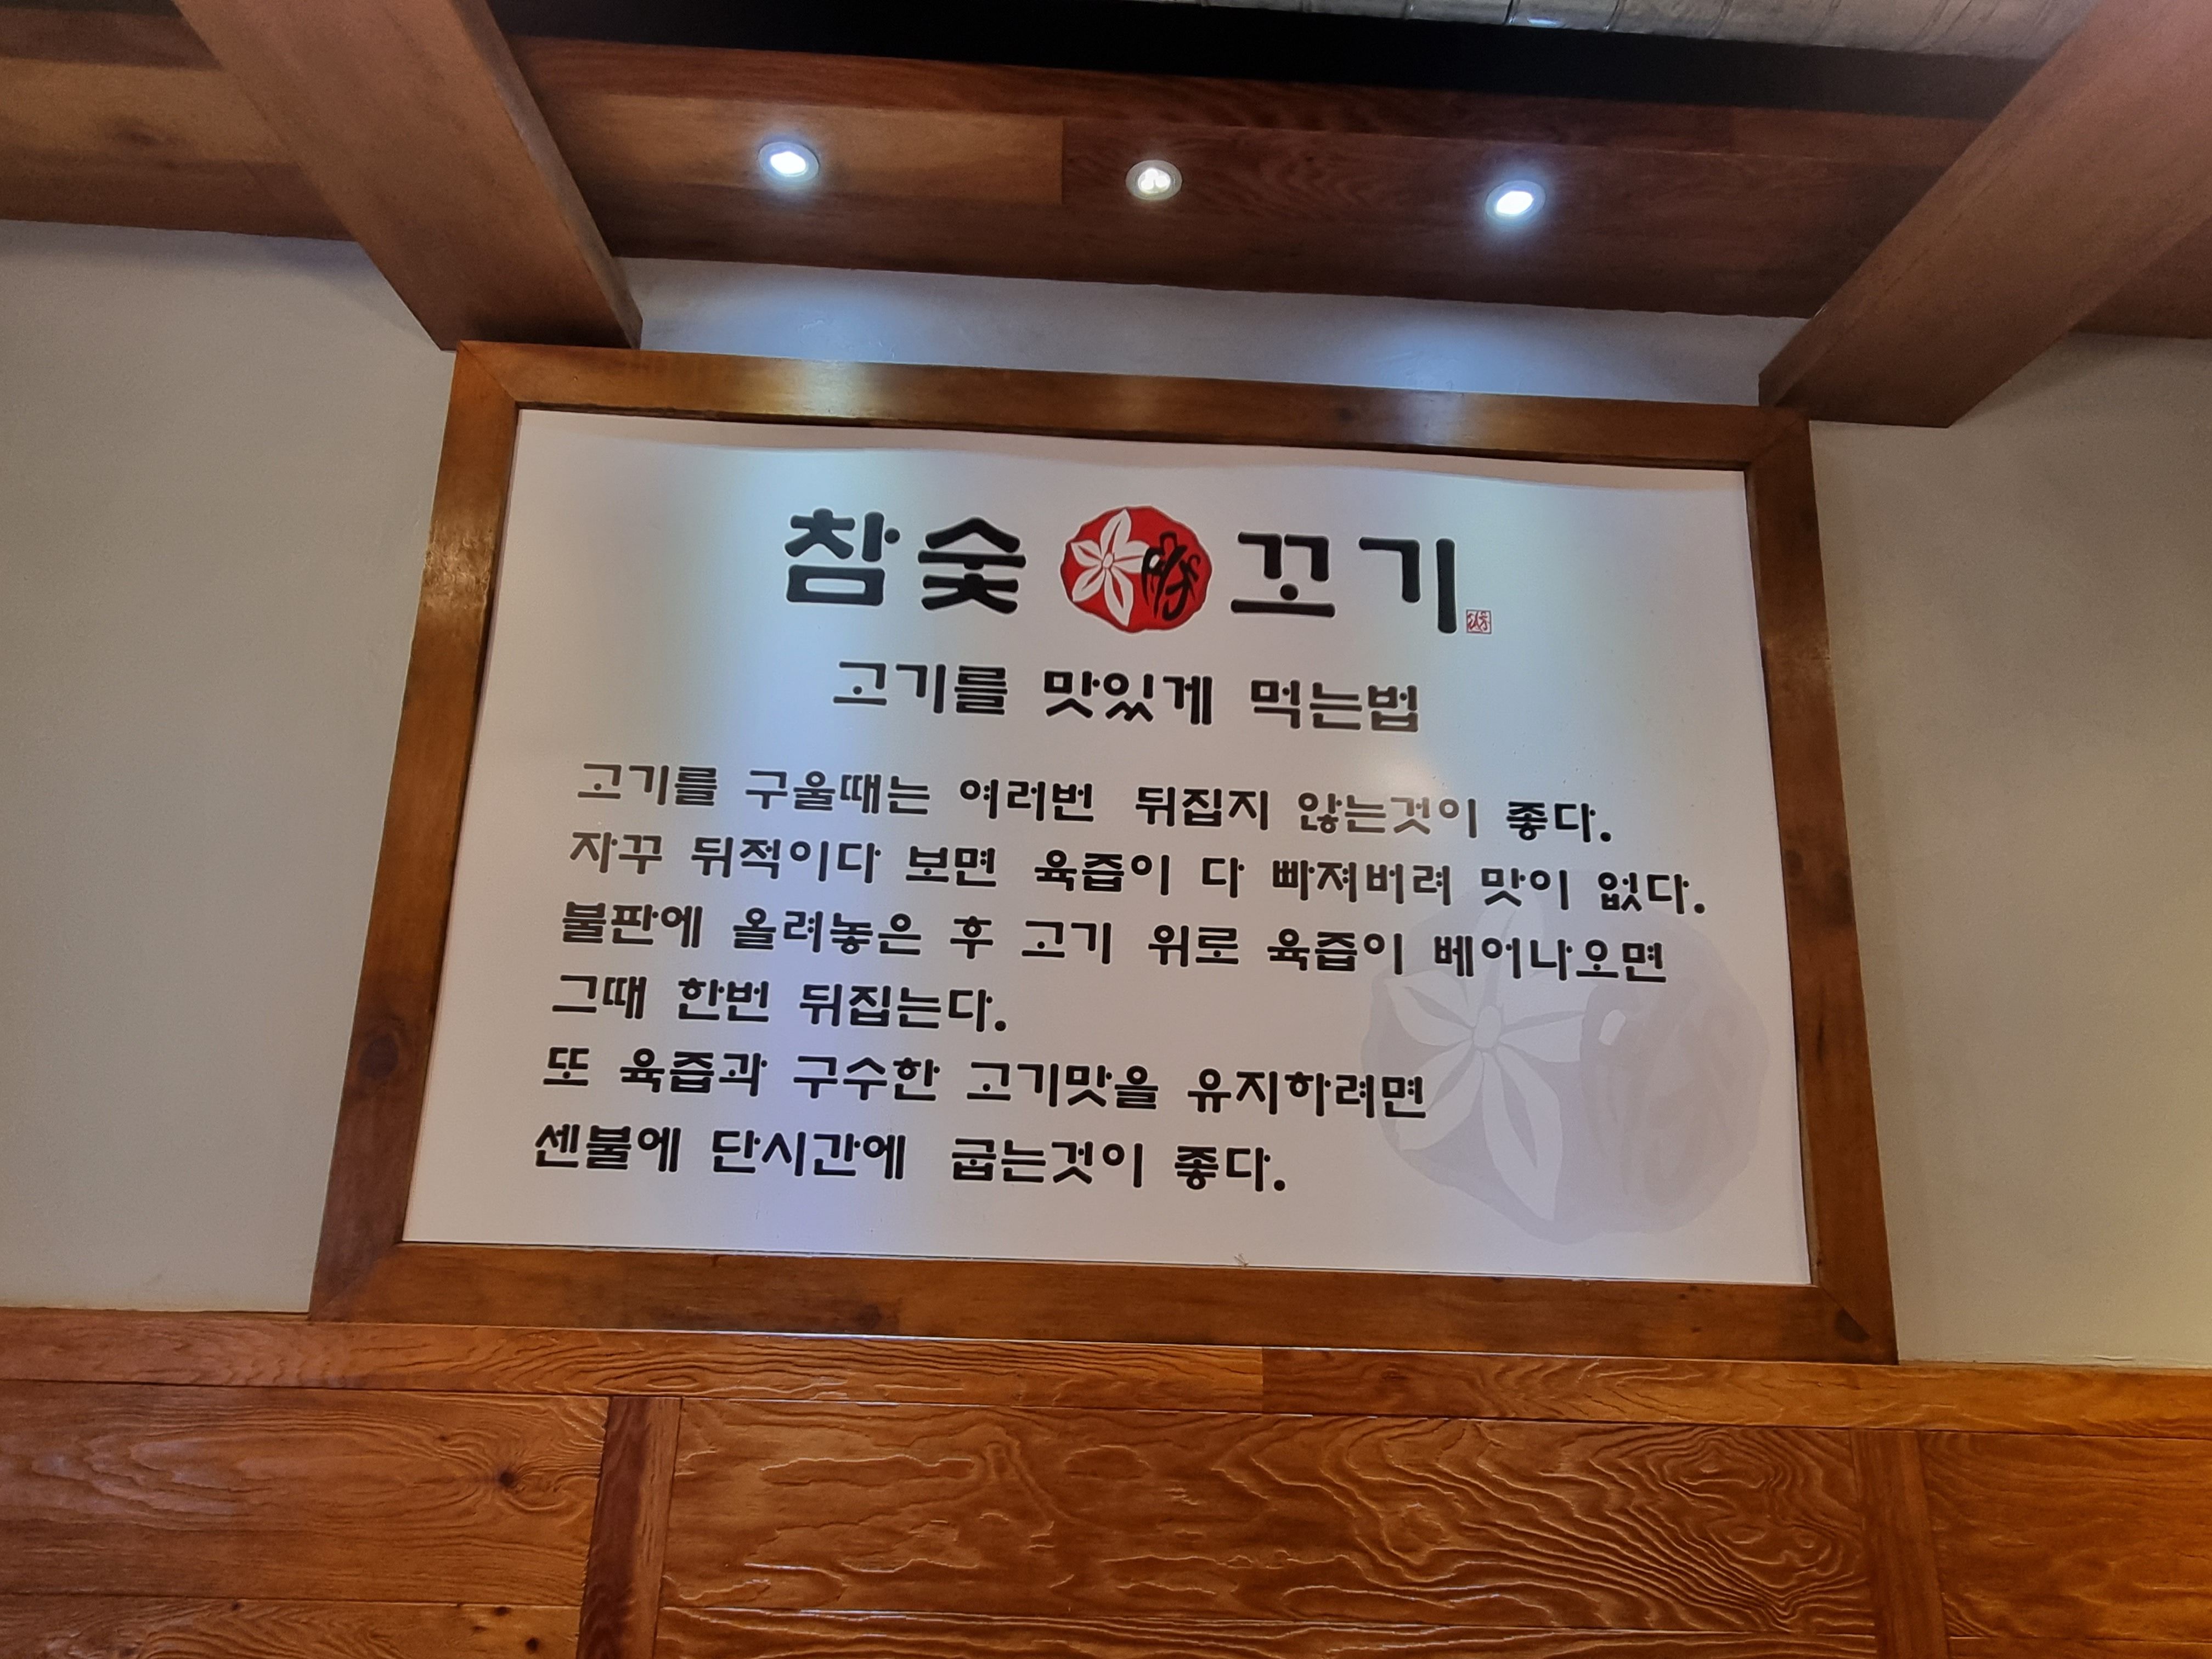 참숯 꼬기
고기를 맛있게 먹는법
고기를 구울때는 여러번 뒤집지 않는것이 좋다.
자꾸 뒤적이다 보면 육즙이 다 빠져버려 맛이 없다.
불판에 올려놓은 후 고기 위로 육즙이 베어나오면
그때 한번 뒤집는다.
또 육즙과 구수한 고기맛을 유지하려면
센불에 단시간에 굽는것이 좋다.